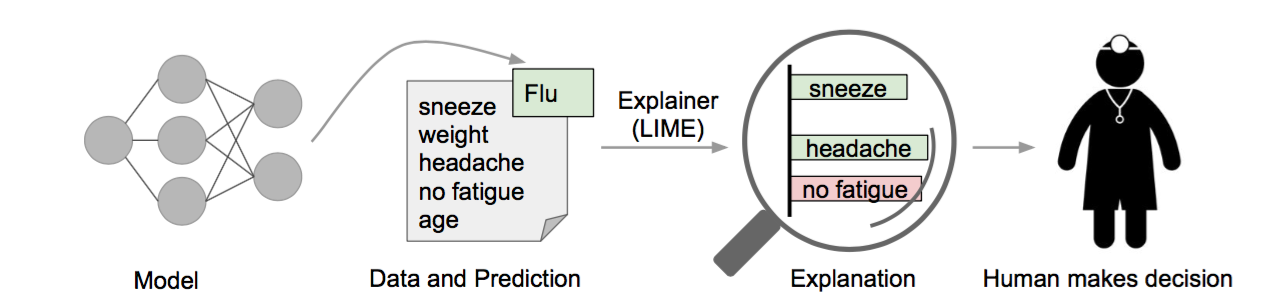 Flu
sneeze
weight
headache
no fatigue
age
Explainer
(LIME)
sneeze
headache
no fatigue
Model
Data and Prediction
Explanation
Human makes decision